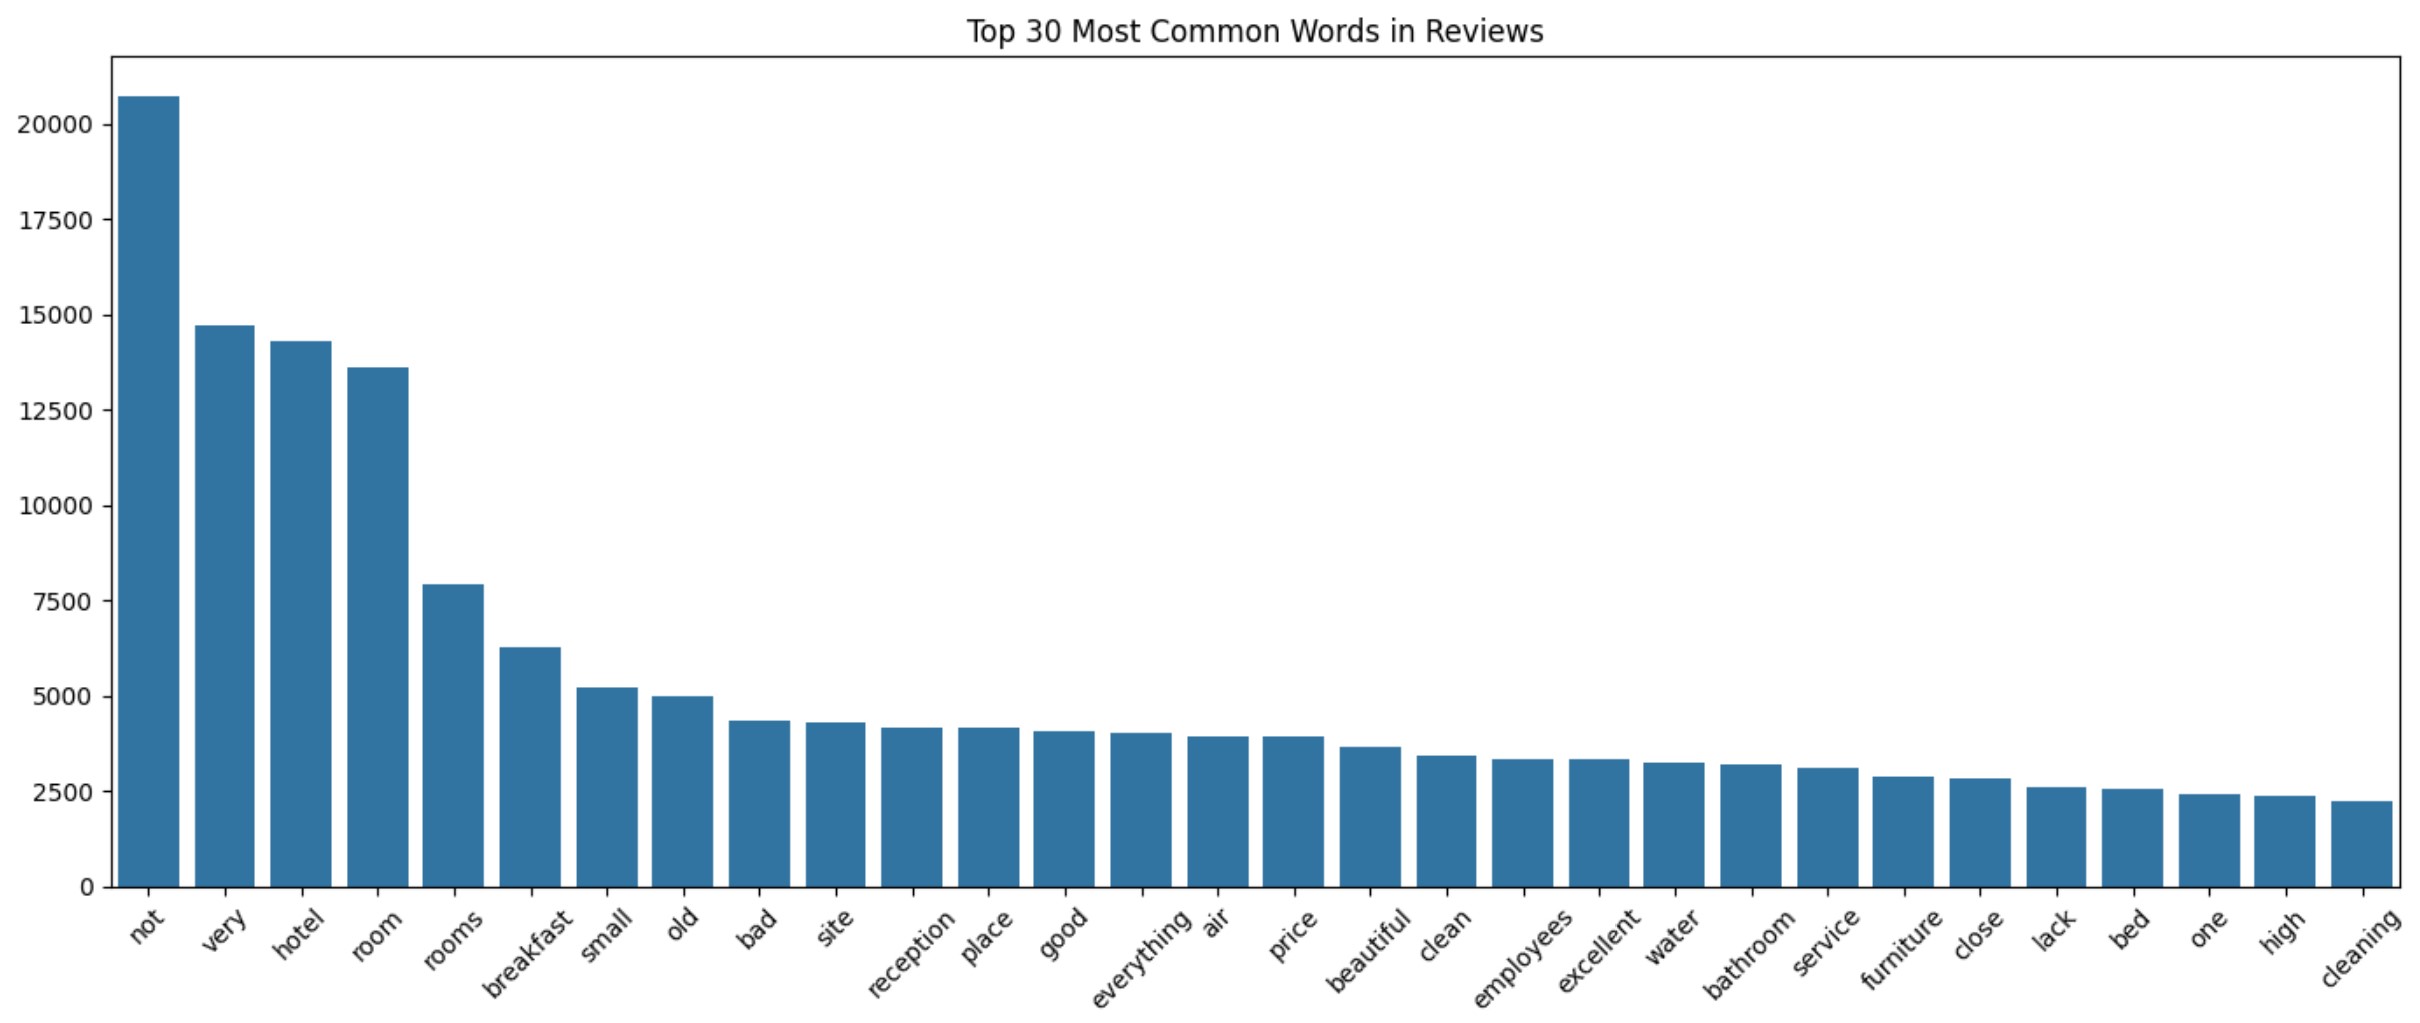 Top 30 Most Common Words in Reviews
20000
17500
15000
12500
10000
7500
5000
2500
0
not
very
hotel
room
rooms
breakfast
small
old
bad
site
reception
place
good
everything
air
price
beautiful
clean
employees
excellent
water
bathroom
service
furniture
close
lack
bed
one
high
cleaning